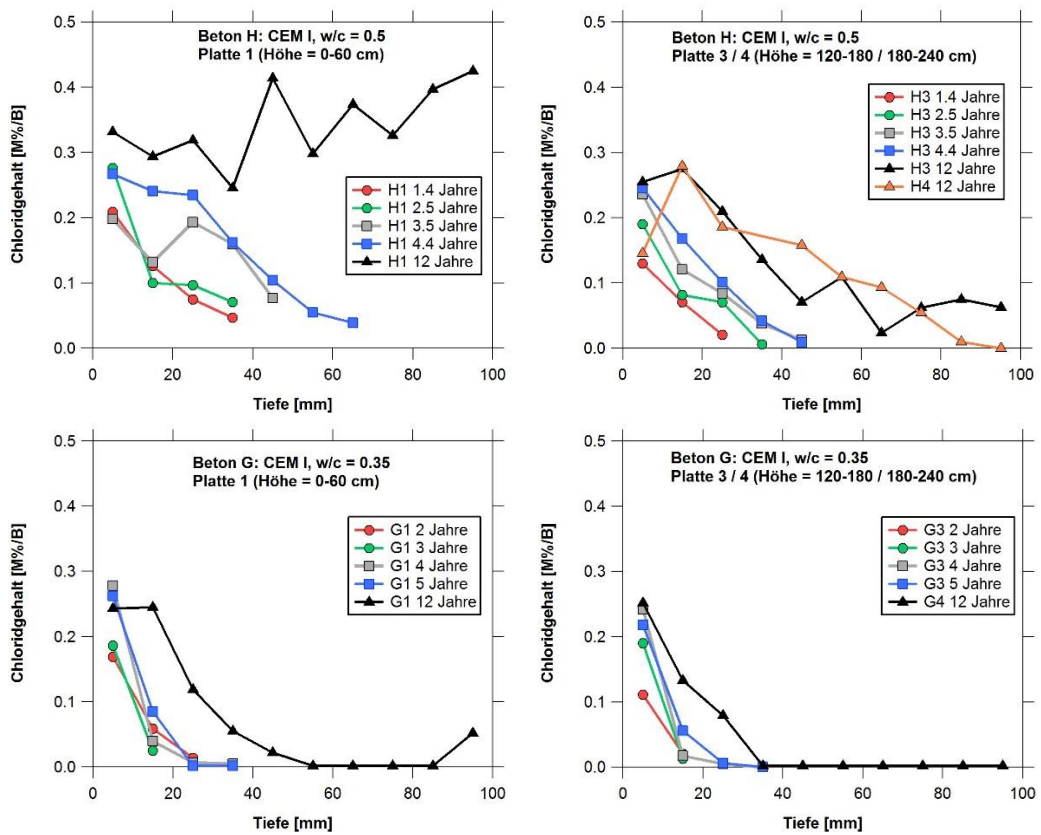 Beton H: CEM I, w/c = 0.5
Platte 1 (Höhe = 0-60 cm)
Chloridgehalt [M%/B]
0.5
0.4
0.3
0.2
0.1
0.0
H1 1.4 Jahre
H1 2.5 Jahre
H1 3.5 Jahre
H1 4.4 Jahre
H1 12 Jahre
0 20 40 60 80 100
Tiefe [mm]
Beton H: CEM I, w/c = 0.5
Platte 3 / 4 (Höhe = 120-180 / 180-240 cm)
Chloridgehalt [M%/B]
0.5
0.4
0.3
0.2
0.1
0.0
H3 1.4 Jahre
H3 2.5 Jahre
H3 3.5 Jahre
H3 4.4 Jahre
H3 12 Jahre
H4 12 Jahre
0 20 40 60 80 100
Tiefe [mm]
Beton G: CEM I, w/c = 0.35
Platte 1 (Höhe = 0-60 cm)
Chloridgehalt [M%/B]
0.5
0.4
0.3
0.2
0.1
0.0
G1 2 Jahre
G1 3 Jahre
G1 4 Jahre
G1 5 Jahre
G1 12 Jahre
0 20 40 60 80 100
Tiefe [mm]
Beton G: CEM I, w/c = 0.35
Platte 3 / 4 (Höhe = 120-180 / 180-240 cm)
Chloridgehalt [M%/B]
0.5
0.4
0.3
0.2
0.1
0.0
G3 2 Jahre
G3 3 Jahre
G3 4 Jahre
G3 5 Jahre
G4 12 Jahre
0 20 40 60 80 100
Tiefe [mm]